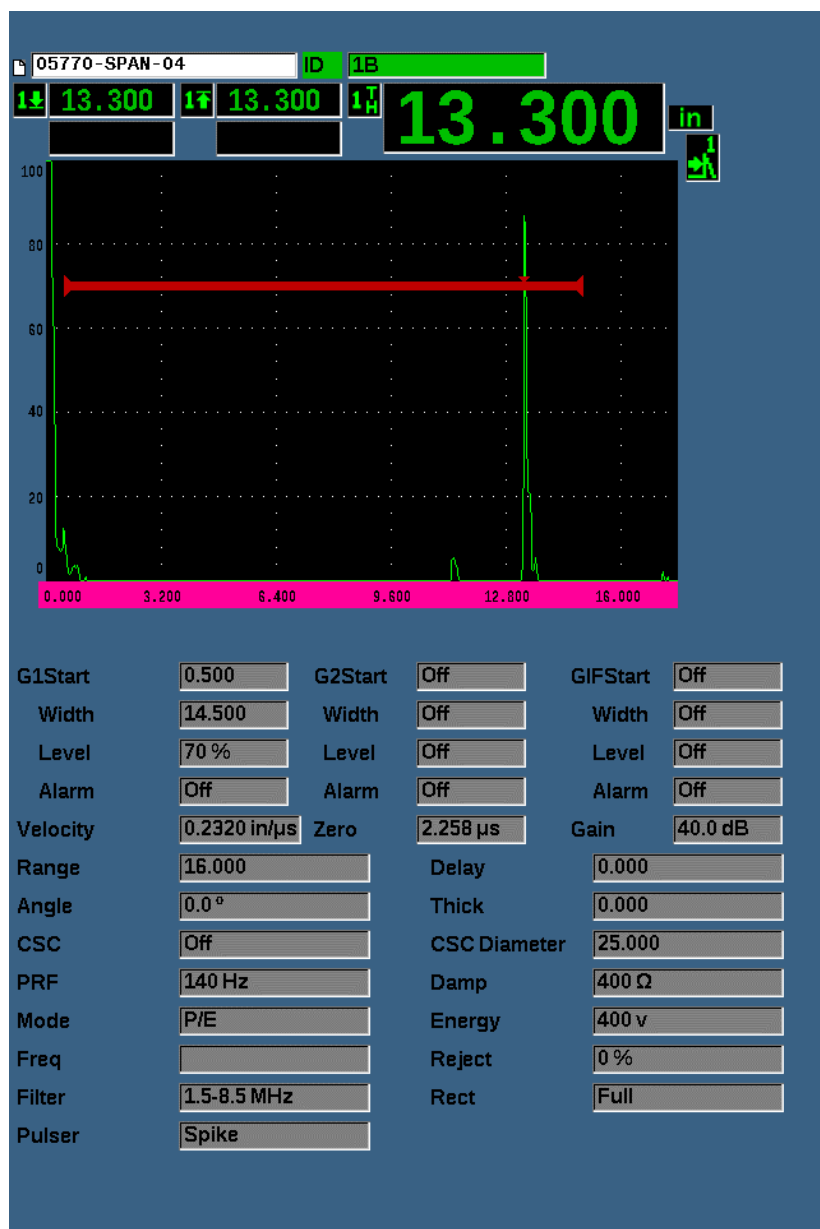 05770-SPAN-04 ID 1B
1 13.300 1 13.300 1 TH 13.300 in
1
100
80
60
40
20
0
0.000 3.200 6.400 9.600 12.800 16.000
G1Start 0.500 G2Start Off GIFStart Off
Width 14.500 Width Off Width Off
Level 70 % Level Off Level Off
Alarm Off Alarm Off Alarm Off
Velocity 0.2320 in/µs Zero 2.258 µs Gain 40.0 dB
Range 16.000 Delay 0.000
Angle 0.0 º Thick 0.000
CSC Off CSC Diameter 25.000
PRF 140 Hz Damp 400 Ω
Mode P/E Energy 400 v
Freq Reject 0 %
Filter 1.5-8.5 MHz Rect Full
Pulser Spike